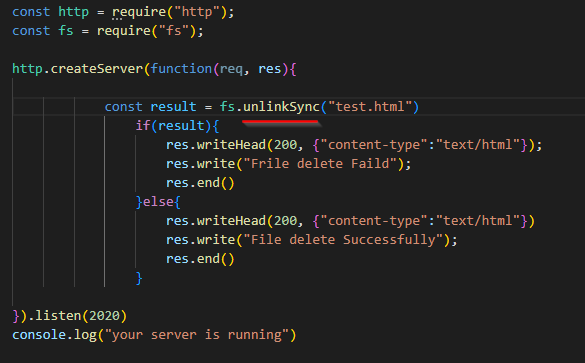 const http = require("http");
const fs = require("fs");
http.createServer(function(req, res){
const result = fs.unlinkSync("test.html")
if(result){
res.writeHead(200, {"content-type":"text/html"});
res.write("Frile delete Faild");
res.end()
}else{
res.writeHead(200, {"content-type":"text/html"})
res.write("File delete Successfully");
res.end()
}
}).listen(2020)
console.log("your server is running")